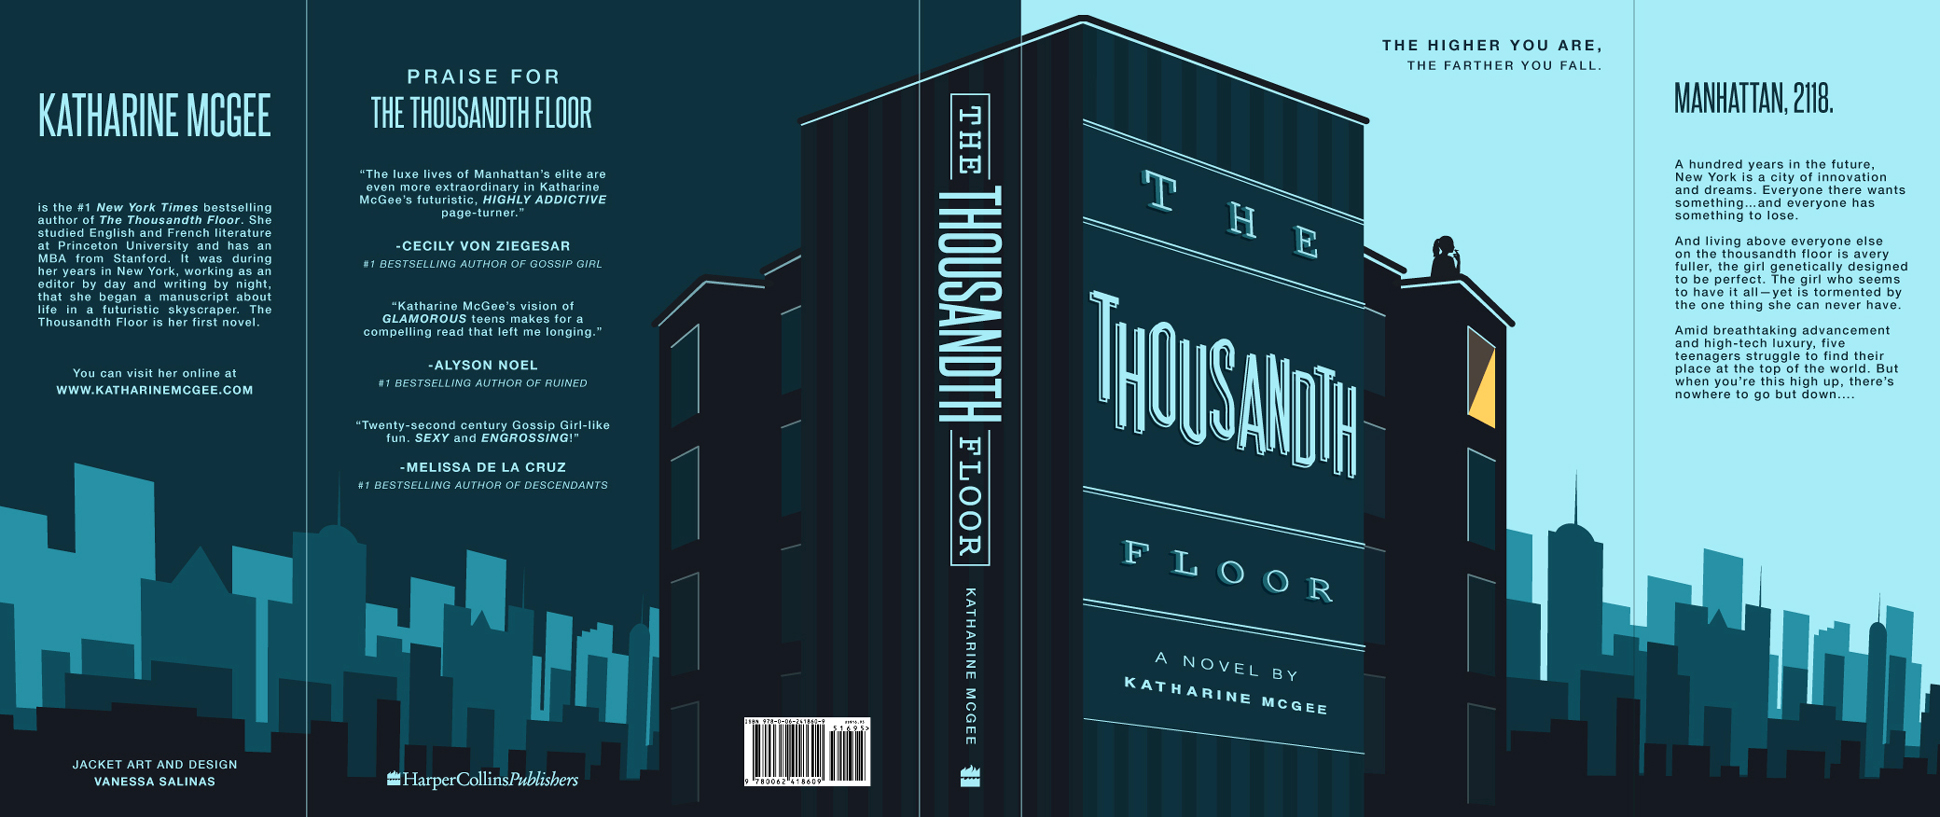 KATHARINE MCGEE
is the #1 New York Times bestselling
author of The Thousandth Floor. She
studied English and French literature
at Princeton University and has an
MBA from Stanford. It was during
her years in New York, working as an
editor by day and writing by night,
that she began a manuscript about
life in a futuristic skyscraper. The
Thousandth Floor is her first novel.
You can visit her online at
WWW.KATHARINEMCGEE.COM
JACKET ART AND DESIGN
VANESSA SALINAS
PRAISE FOR
THE THOUSANDTH FLOOR
“The luxe lives of Manhattan’s elite are
even more extraordinary in Katharine
McGee’s futuristic, HIGHLY ADDICTIVE
page-turner.”
-CECILY VON ZIEGESAR
#1 BESTSELLING AUTHOR OF GOSSIP GIRL
“Katharine McGee’s vision of
GLAMOROUS teens makes for a
compelling read that left me longing.”
-ALYSON NOEL
#1 BESTSELLING AUTHOR OF RUINED
“Twenty-second century Gossip Girl-like
fun. SEXY and ENGROSSING!”
-MELISSA DE LA CRUZ
#1 BESTSELLING AUTHOR OF DESCENDANTS
HarperCollinsPublishers
ISBN 978-0-06-241860-9
51695>
9 780062 418609
THE THOUSANDTH FLOOR
KATHARINE MCGEE
THE HIGHER YOU ARE,
THE FARTHER YOU FALL.
THE
THOUSANDTH
FLOOR
A NOVEL BY
KATHARINE MCGEE
MANHATTAN, 2118.
A hundred years in the future,
New York is a city of innovation
and dreams. Everyone there wants
something...and everyone has
something to lose.
And living above everyone else
on the thousandth floor is avery
fuller, the girl genetically designed
to be perfect. The girl who seems
to have it all—yet is tormented by
the one thing she can never have.
Amid breathtaking advancement
and high-tech luxury, five
teenagers struggle to find their
place at the top of the world. But
when you’re this high up, there’s
nowhere to go but down....